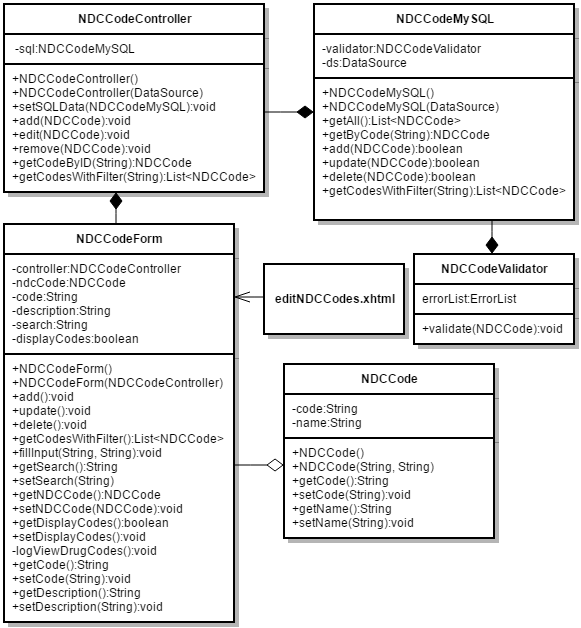 NDCCodeController
-sql:NDCCodeMySQL
+NDCCodeController()
+NDCCodeController(DataSource)
+setSQLData(NDCCodeMySQL):void
+add(NDCCode):void
+edit(NDCCode):void
+remove(NDCCode):void
+getCodeByID(String):NDCCode
+getCodesWithFilter(String):List<NDCCode>
NDCCodeMySQL
-validator:NDCCodeValidator
-ds:DataSource
+NDCCodeMySQL()
+NDCCodeMySQL(DataSource)
+getAll():List<NDCCode>
+getByCode(String):NDCCode
+add(NDCCode):boolean
+update(NDCCode):boolean
+delete(NDCCode):boolean
+getCodesWithFilter(String):List<NDCCode>
NDCCodeForm
-controller:NDCCodeController
-ndcCode:NDCCode
-code:String
-description:String
-search:String
-displayCodes:boolean
+NDCCodeForm()
+NDCCodeForm(NDCCodeController)
+add():void
+update():void
+delete():void
+getCodesWithFilter():List<NDCCode>
+fillInput(String, String):void
+getSearch():String
+setSearch(String)
+getNDCCode():NDCCode
+setNDCCode(NDCCode):void
+getDisplayCodes():boolean
+setDisplayCodes():void
-logViewDrugCodes():void
+getCode():String
+setCode(String):void
+getDescription():String
+setDescription(String):void
editNDCCodes.xhtml
NDCCodeValidator
errorList:ErrorList
+validate(NDCCode):void
NDCCode
-code:String
-name:String
+NDCCode()
+NDCCode(String, String)
+getCode():String
+setCode(String):void
+getName():String
+setName(String):void